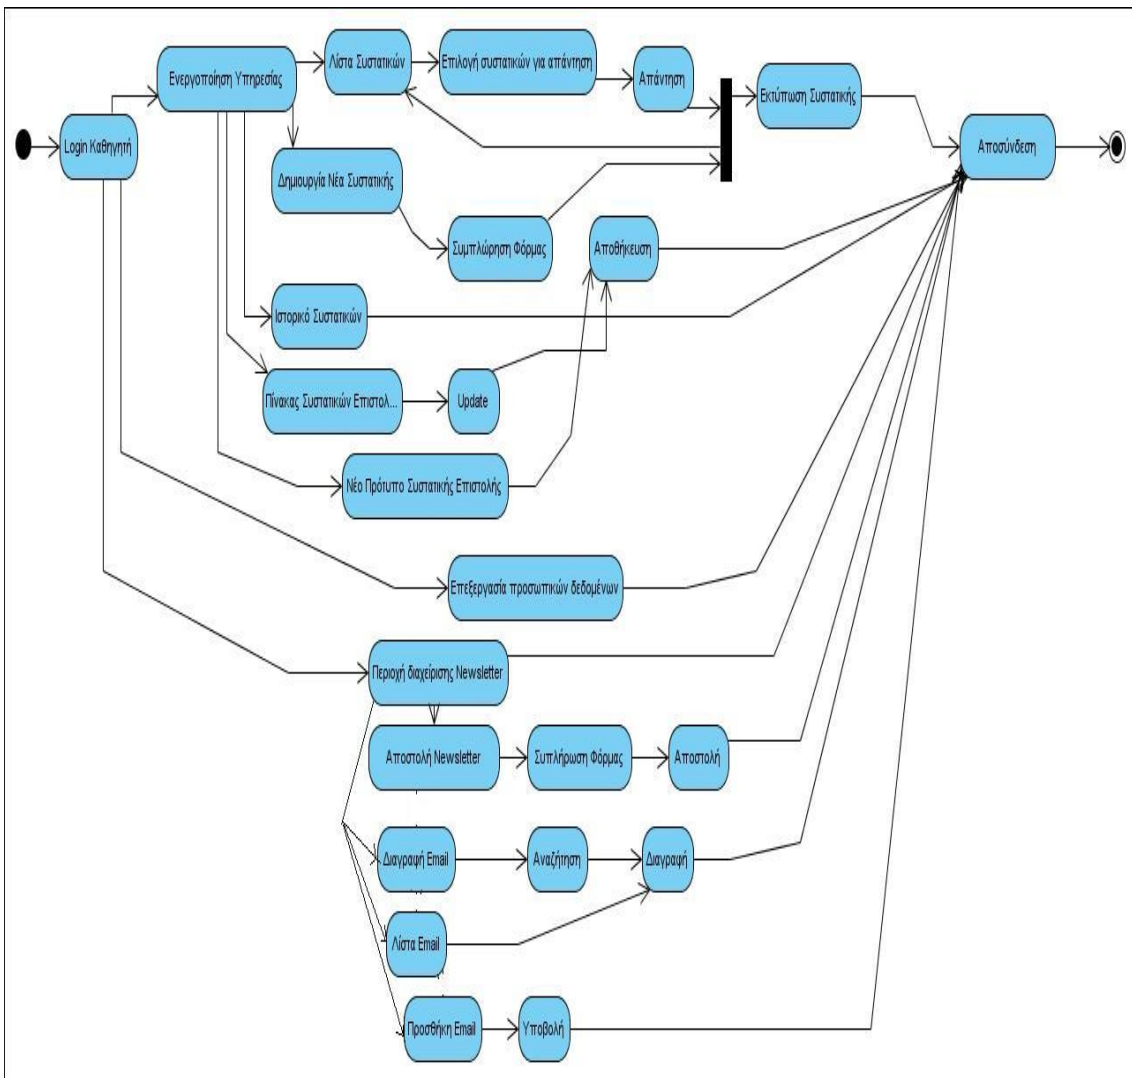 Λίστα Συστατικών
Επιλογή συστατικών για απάντηση
Ενεργοποίηση Υπηρεσίας
Απάντηση
Εκτύπωση Συστατικής
Login Καθηγητή
Αποσύνδεση
Δημιουργία Νέα Συστατικής
Συμπλώρηση Φόρμας
Αποθήκευση
Ιστορικό Συστατικών
Πίνακας Συστατικών Επιστολ...
Update
Νέο Πρότυπο Συστατικής Επιστολής
Επεξεργασία προσωπικών δεδομένων
Περιοχή διαχείρισης Newsletter
Αποστολή Newsletter
Συπλήρωση Φόρμας
Αποστολή
Διαγραφή Email
Αναζήτηση
Διαγραφή
Λίστα Email
Προσθήκη Email
Υποβολή